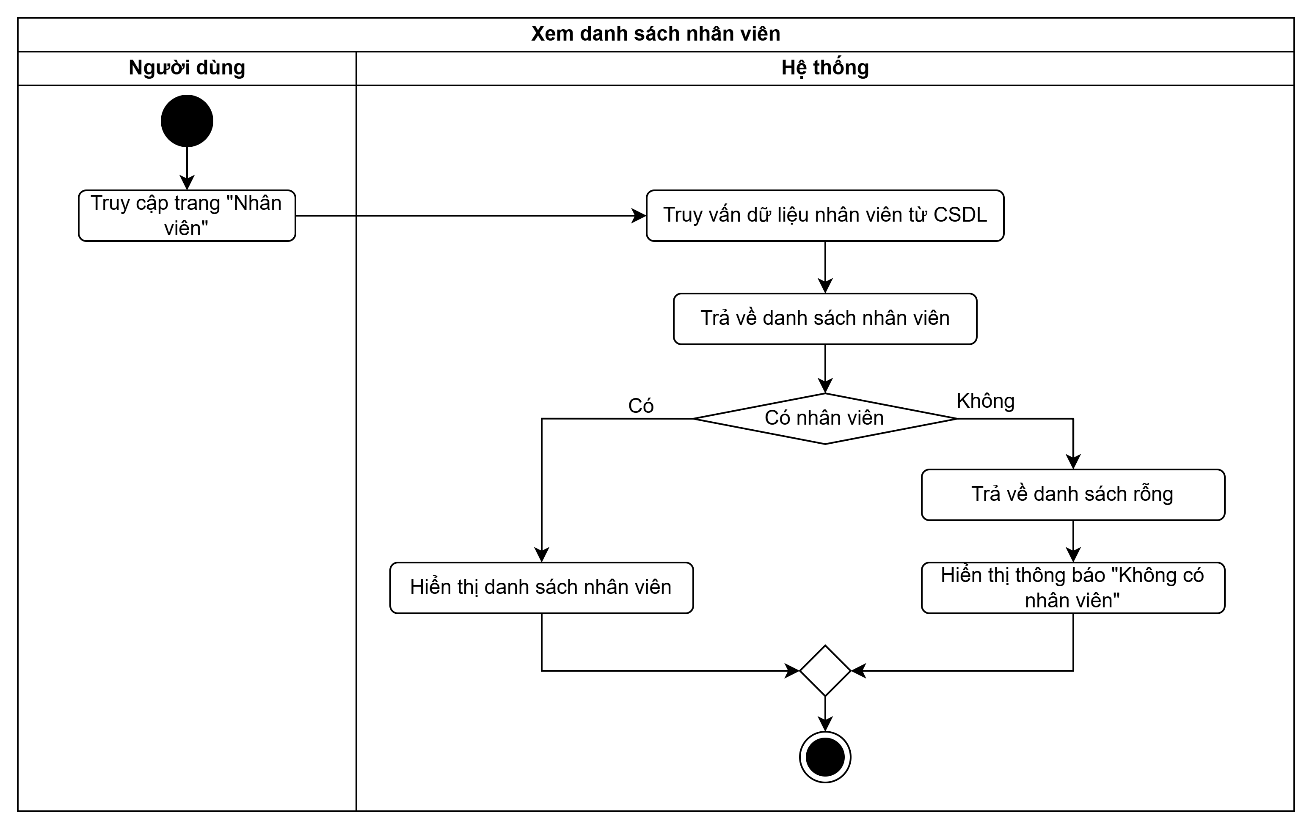 Xem danh sách nhân viên
Người dùng
Hệ thống
Truy cập trang "Nhân
viên"
Truy vấn dữ liệu nhân viên từ CSDL
Trả về danh sách nhân viên
Có
Có nhân viên
Không
Trả về danh sách rỗng
Hiển thị danh sách nhân viên
Hiển thị thông báo "Không có
nhân viên"